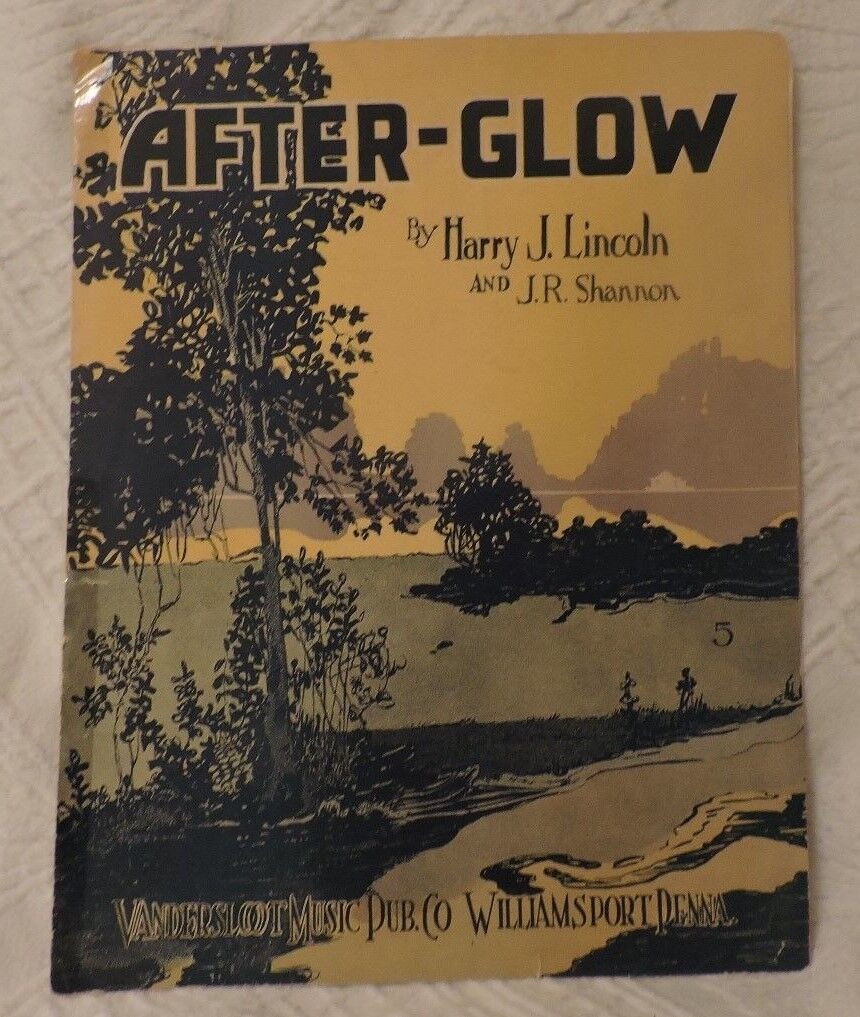 AFTER-GLOW
By Harry J. Lincoln
AND J.R. Shannon
5
VANDERSLOOT MUSIC PUB. CO WILLIAMSPORT PENNA.